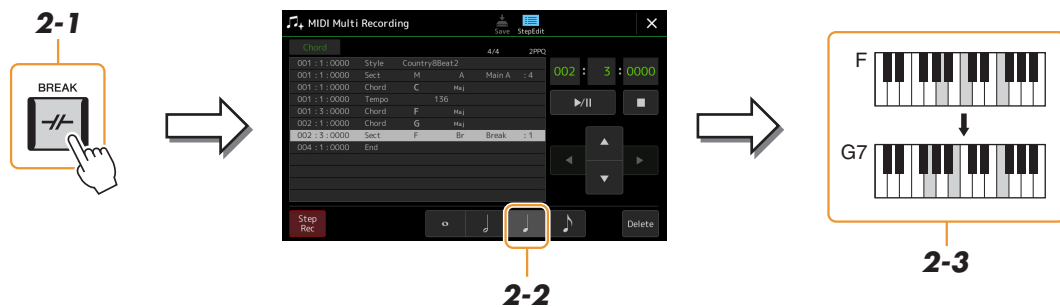 2-1
BREAK
MIDI Multi Recording
Save
StepEdit
Chord
4/4 2PPQ
001 : 1 : 0000 Style Country8Beat2
001 : 1 : 0000 Sect M A Main A : 4
001 : 1 : 0000 Chord C Maj
001 : 1 : 0000 Tempo 136
001 : 3 : 0000 Chord F Maj
002 : 1 : 0000 Chord G Maj
002 : 3 : 0000 Sect F Br Break : 1
004 : 1 : 0000 End
002 : 3 : 0000
Step
Rec
Delete
2-2
F
G7
2-3